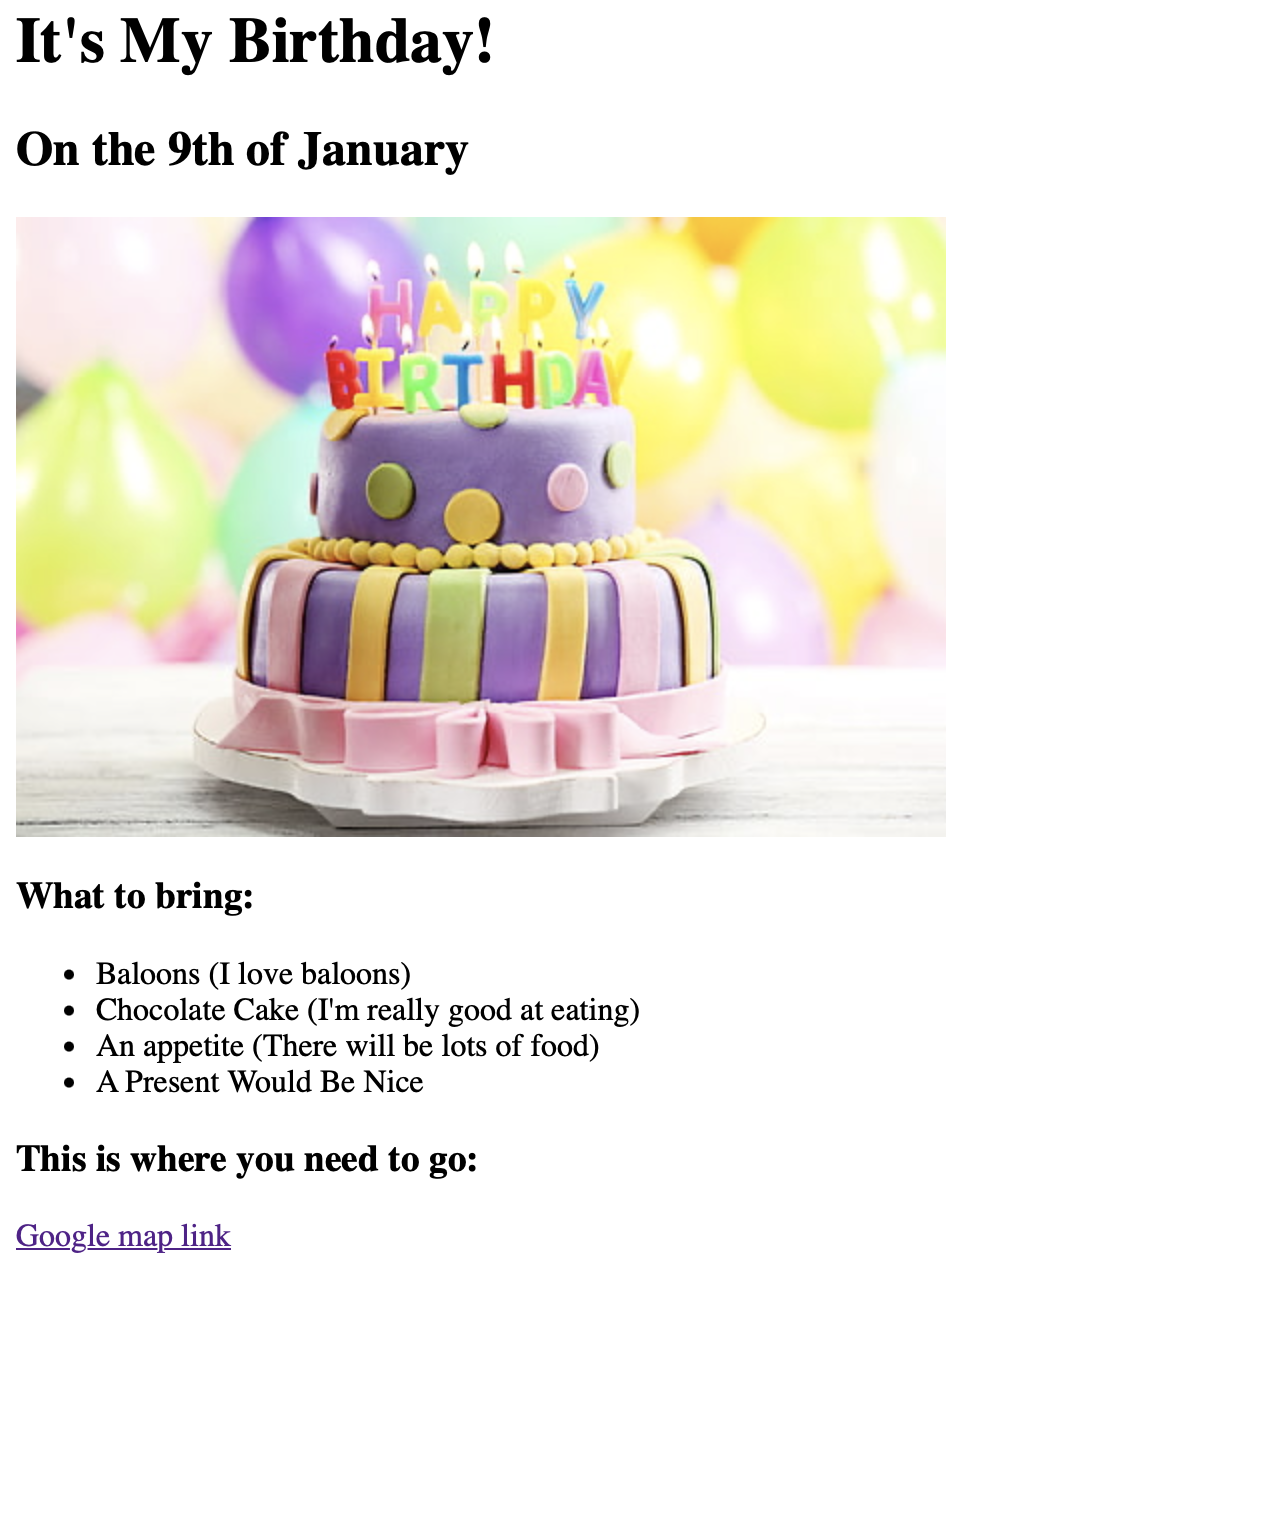 It's My Birthday!
On the 9th of January
HAPPY
BIRTHDAY
What to bring:
Baloons (I love baloons)
Chocolate Cake (I'm really good at eating)
An appetite (There will be lots of food)
A Present Would Be Nice
This is where you need to go:
Google map link